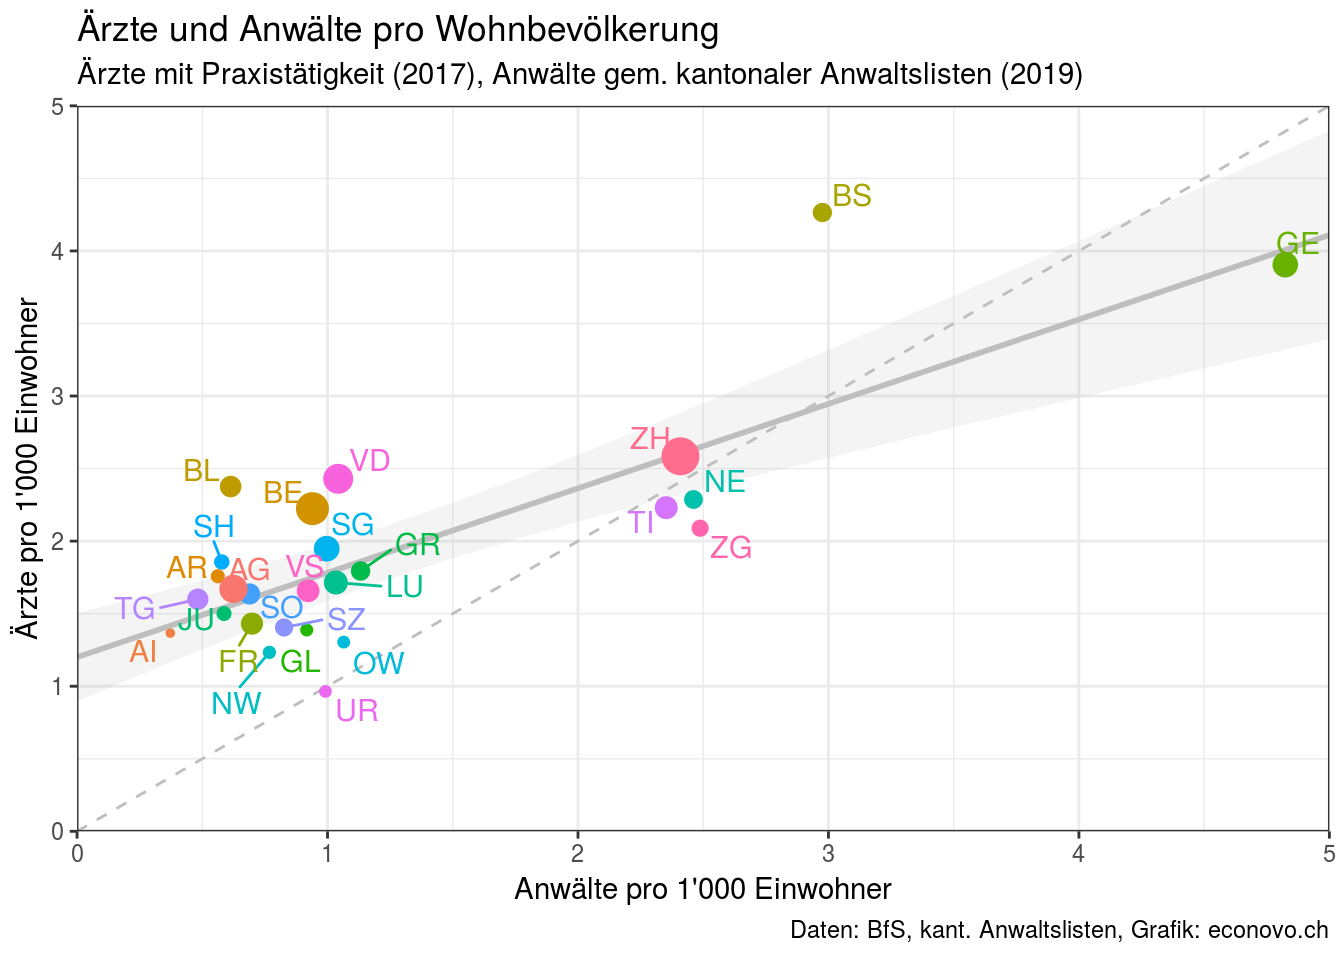 Ärzte und Anwälte pro Wohnbevölkerung
Ärzte mit Praxistätigkeit (2017), Anwälte gem. kantonaler Anwaltslisten (2019)
Ärzte pro 1'000 Einwohner
5
4
3
2
1
0
BS
GE
ZH
NE
TI
ZG
BL
VD
BE
SH
SG
GR
AR
AG
VS
LU
TG
JU
SO
SZ
AI
FR
GL
OW
NW
UR
0
1
2
3
4
5
Anwälte pro 1'000 Einwohner
Daten: BfS, kant. Anwaltslisten, Grafik: econovo.ch